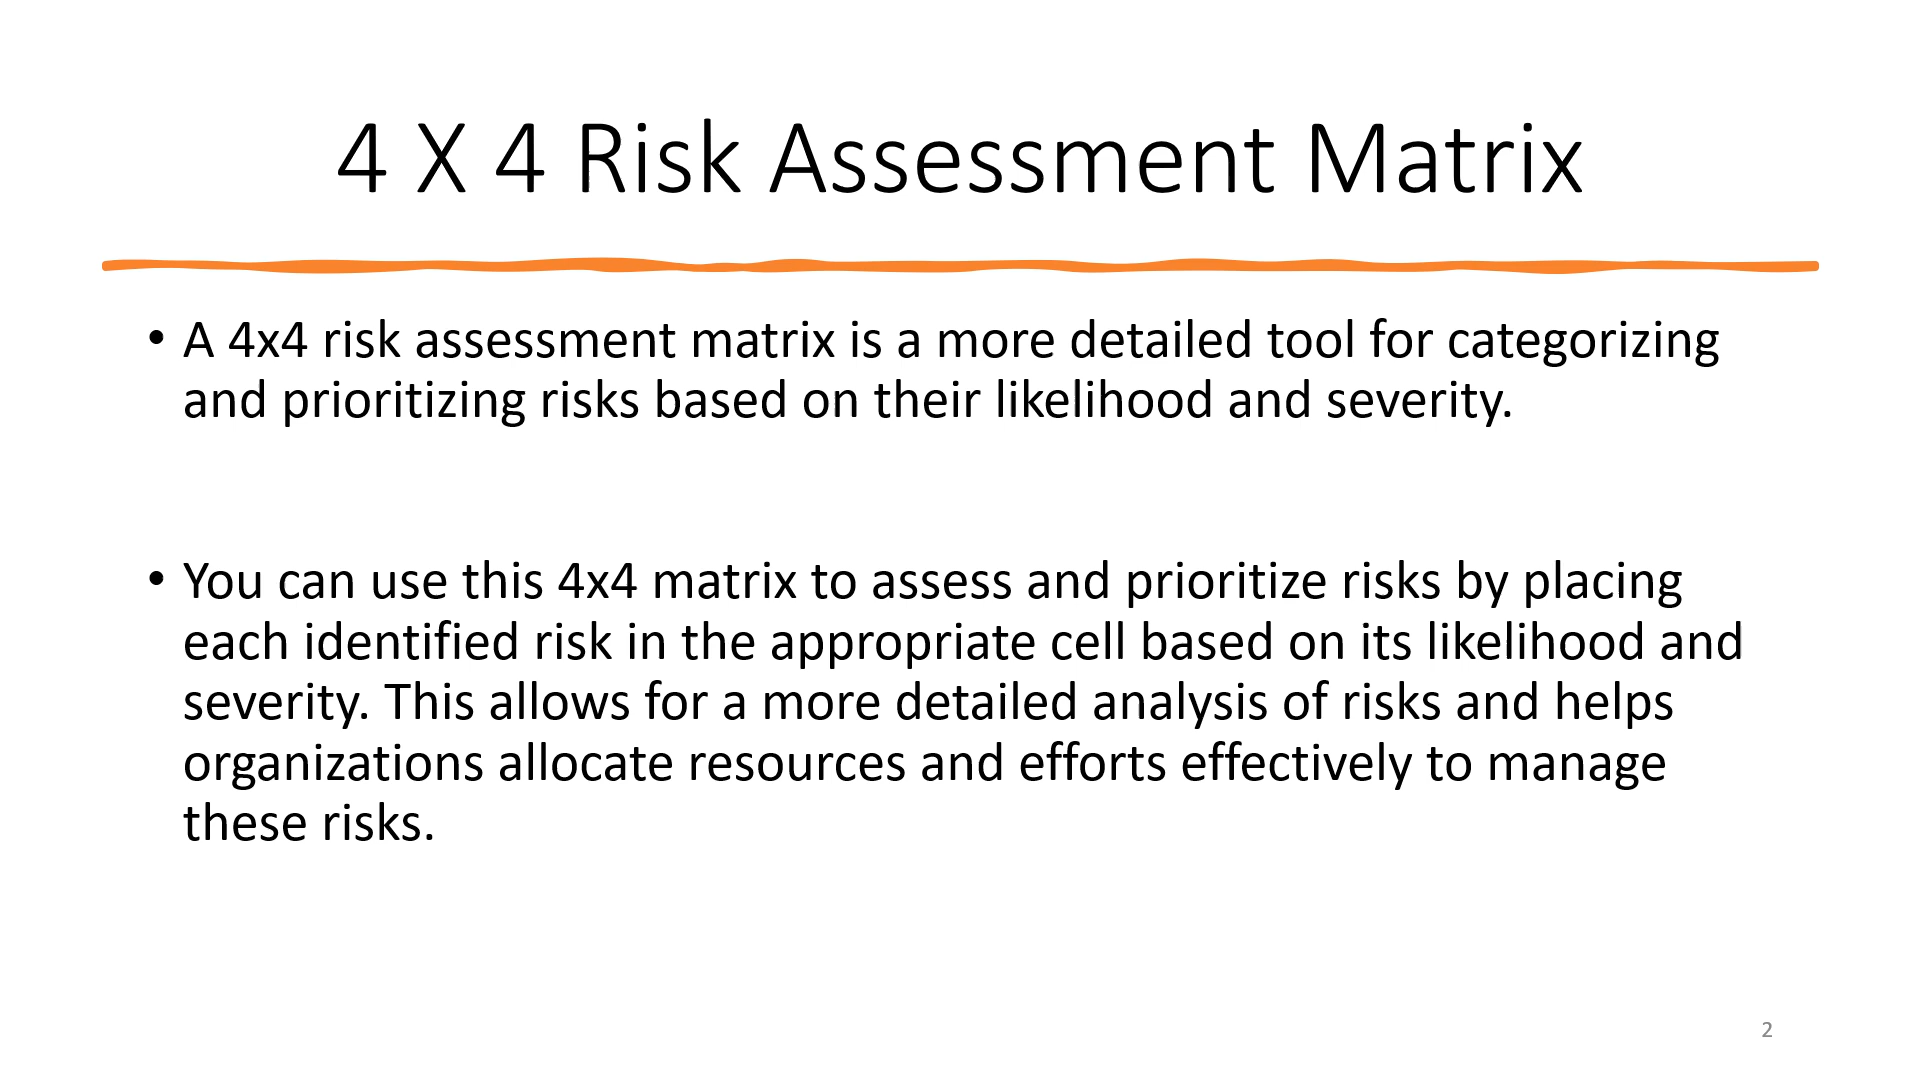 4 X 4 Risk Assessment Matrix
• A 4x4 risk assessment matrix is a more detailed tool for categorizing
and prioritizing risks based on their likelihood and severity.
• You can use this 4x4 matrix to assess and prioritize risks by placing
each identified risk in the appropriate cell based on its likelihood and
severity. This allows for a more detailed analysis of risks and helps
organizations allocate resources and efforts effectively to manage
these risks.
2